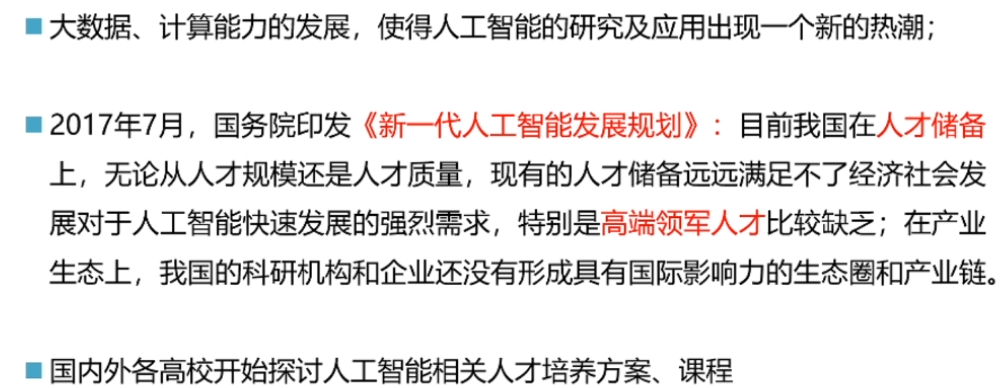 大数据、计算能力的发展，使得人工智能的研究及应用出现一个新的热潮；
2017年7月，国务院印发《新一代人工智能发展规划》：目前我国在人才储备
上，无论从人才规模还是人才质量，现有的人才储备远远满足不了经济社会发
展对于人工智能快速发展的强烈需求，特别是高端领军人才比较缺乏；在产业
生态上，我国的科研机构和企业还没有形成具有国际影响力的生态圈和产业链。
国内外各高校开始探讨人工智能相关人才培养方案、课程